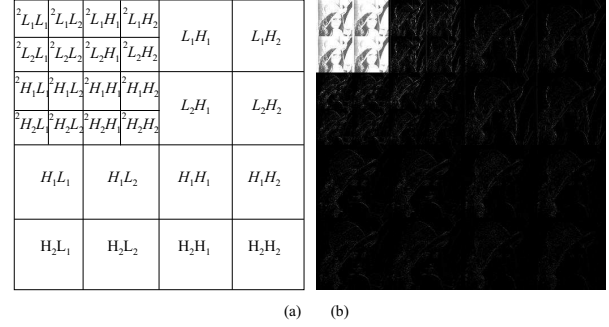 ²L₁L₁ ²L₁L₂ ²L₁H₁ ²L₁H₂ L₁H₁ L₁H₂
²L₂L₁ ²L₂L₂ ²L₂H₁ ²L₂H₂
²H₁L₁ ²H₁L₂ ²H₁H₁ ²H₁H₂ L₂H₁ L₂H₂
²H₂L₁ ²H₂L₂ ²H₂H₁ ²H₂H₂
H₁L₁ H₁L₂ H₁H₁ H₁H₂
H₂L₁ H₂L₂ H₂H₁ H₂H₂
(a) (b)